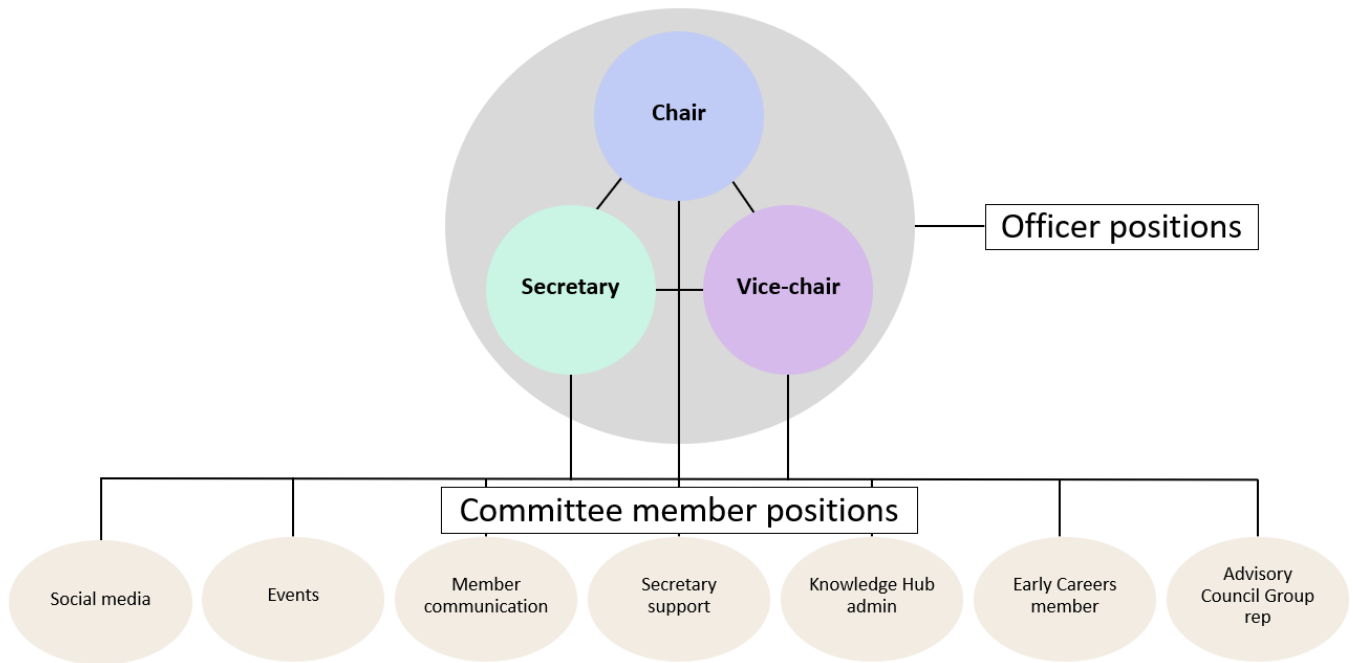 Chair
Officer positions
Secretary
Vice-chair
Committee member positions
Social media
Events
Member
communication
Secretary
support
Knowledge Hub
admin
Early Careers
member
Advisory
Council Group
rep